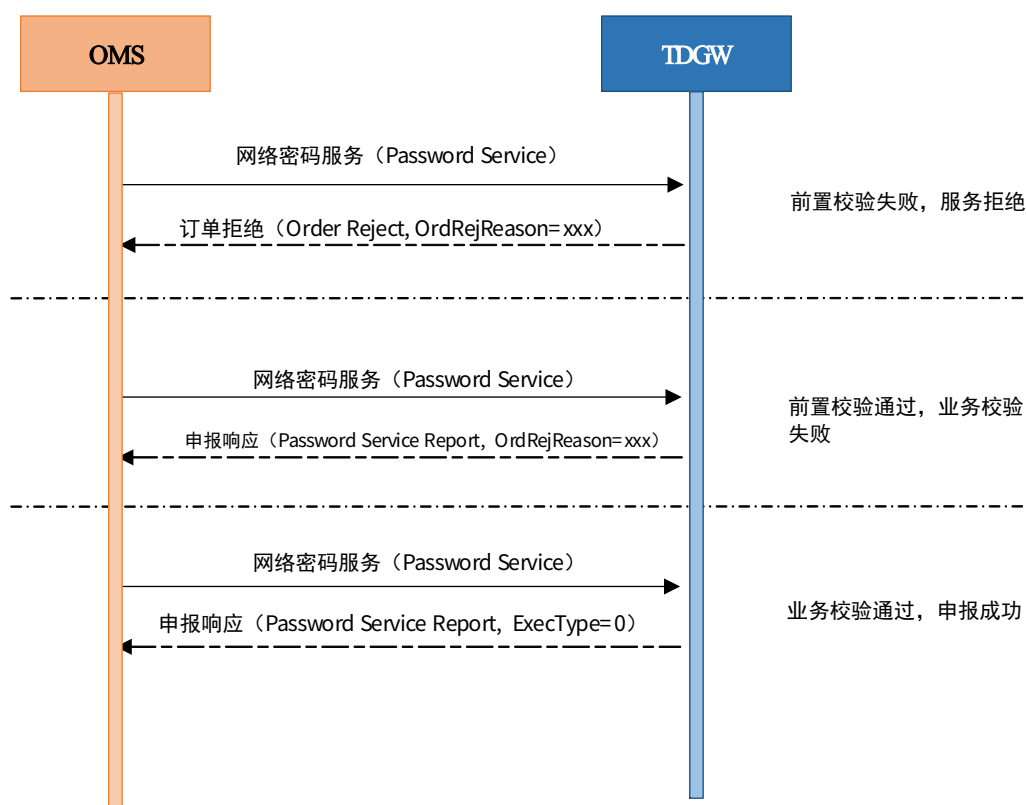 OMS
TDGW
网络密码服务（Password Service）
前置校验失败，服务拒绝
订单拒绝（Order Reject, OrdRejReason=xxx）
网络密码服务（Password Service）
前置校验通过，业务校验
失败
申报响应（Password Service Report, OrdRejReason=xxx）
网络密码服务（Password Service）
业务校验通过，申报成功
申报响应（Password Service Report, ExecType=0）